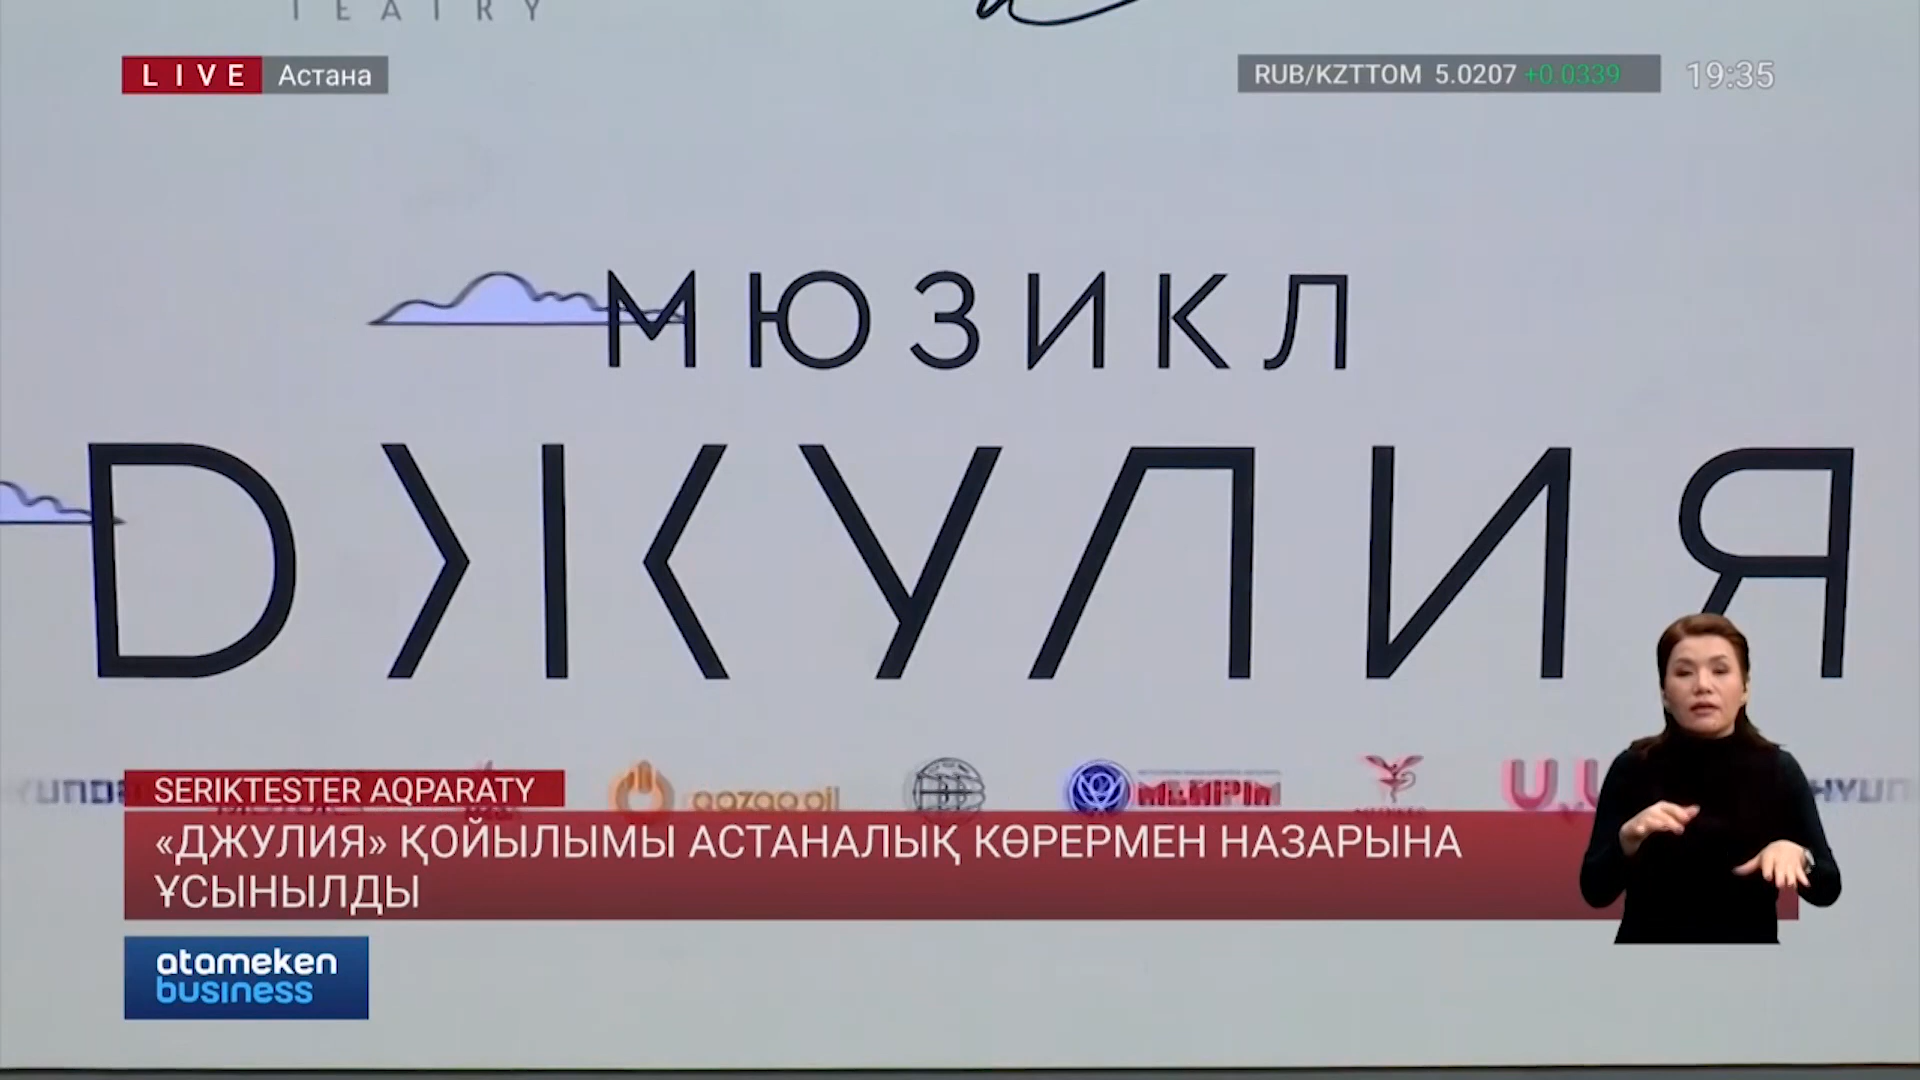 TEATRY
LIVE Астана
RUB/KZTTOM 5.0207 +0.0339 19:35
МЮЗИКЛ
DЖУЛИЯ
SERIKTESTER AQPARATY
qazaq oil
«ДЖУЛИЯ» ҚОЙЫЛЫМЫ АСТАНАЛЫҚ КӨРЕРМЕН НАЗАРЫНА
ҰСЫНЫЛДЫ
atameken
business